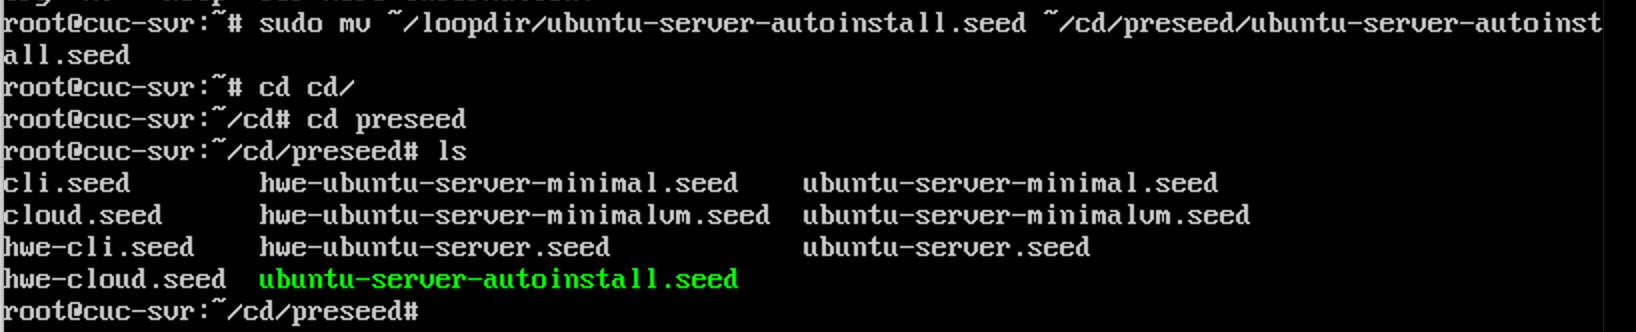 root@cuc-svr:~# sudo mv ~/loopdir/ubuntu-server-autoinstall.seed ~/cd/preseed/ubuntu-server-autoinst
all.seed
root@cuc-svr:~# cd cd/
root@cuc-svr:~/cd# cd preseed
root@cuc-svr:~/cd/preseed# ls
cli.seed hwe-ubuntu-server-minimal.seed ubuntu-server-minimal.seed
cloud.seed hwe-ubuntu-server-minimalvm.seed ubuntu-server-minimalvm.seed
hwe-cli.seed hwe-ubuntu-server.seed ubuntu-server.seed
hwe-cloud.seed ubuntu-server-autoinstall.seed
root@cuc-svr:~/cd/preseed#